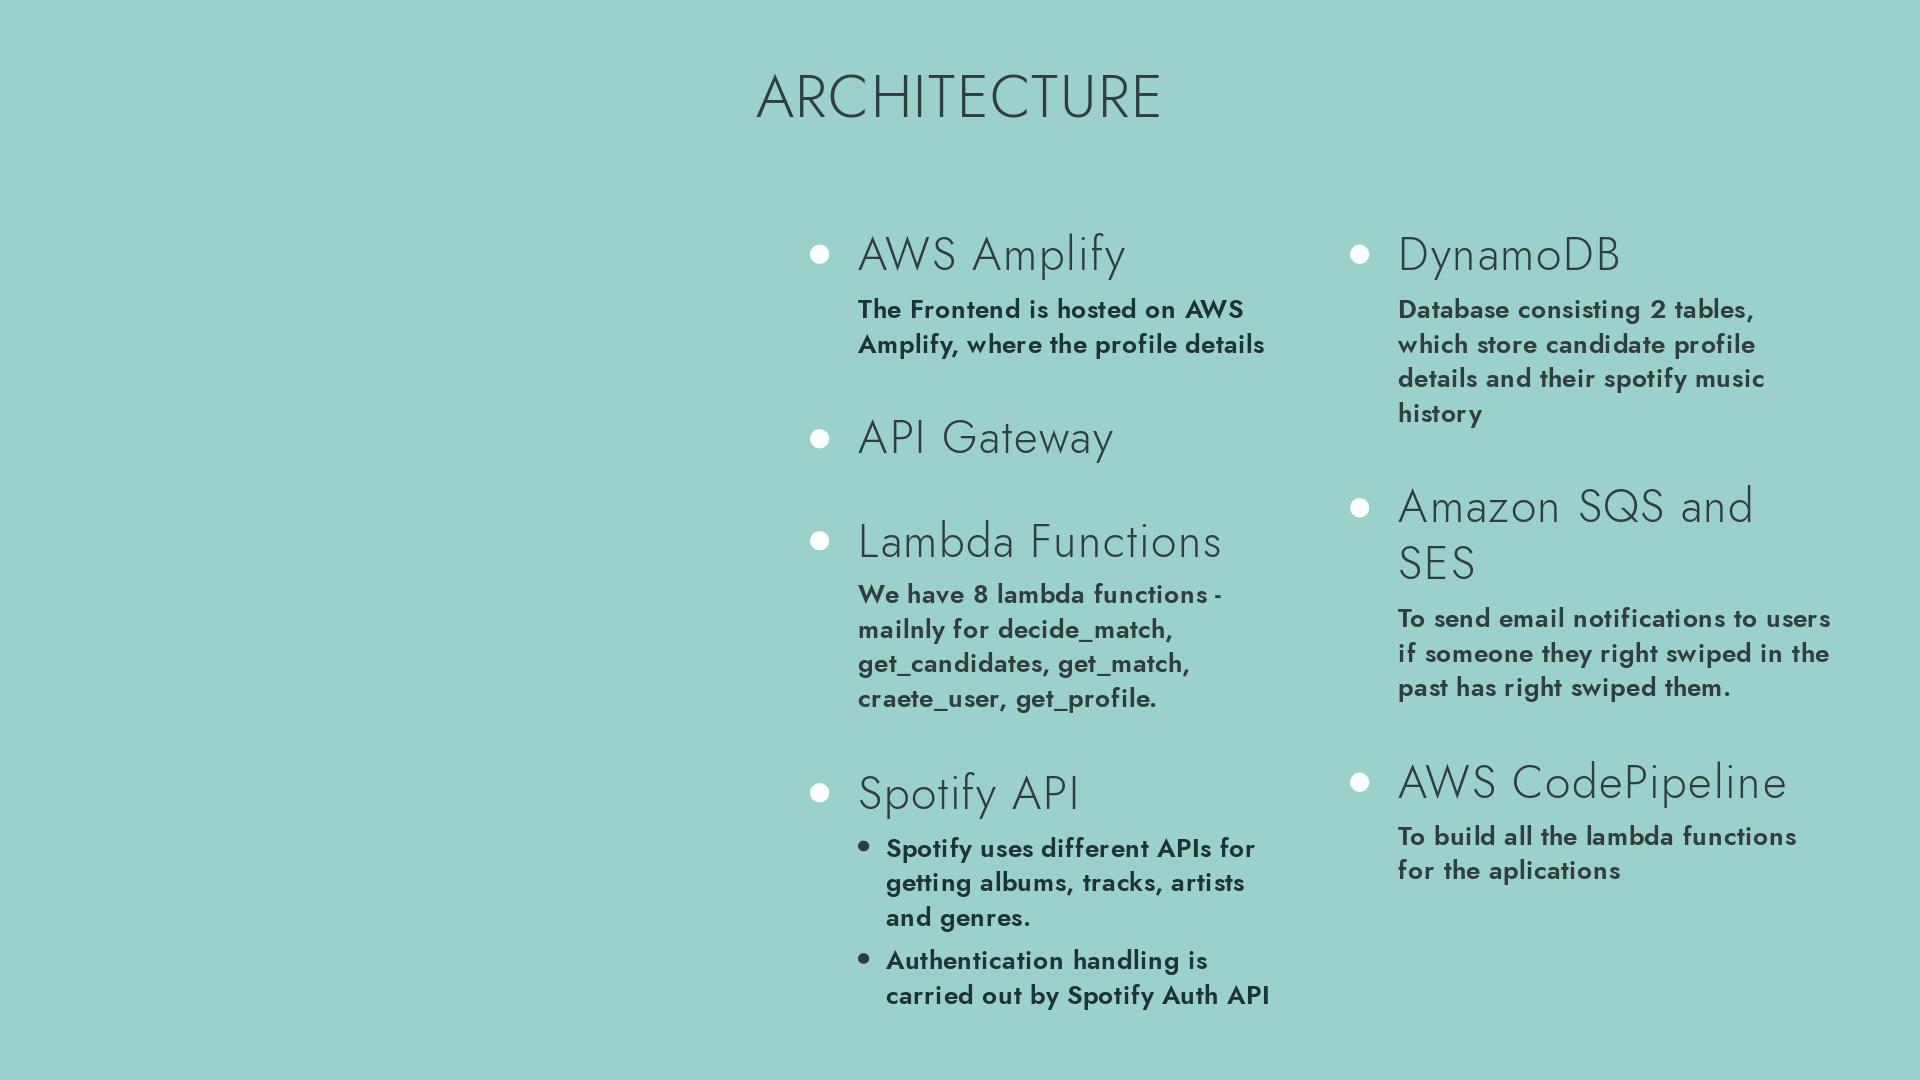 ARCHITECTURE
AWS Amplify
The Frontend is hosted on AWS
Amplify, where the profile details
API Gateway
Lambda Functions
We have 8 lambda functions -
mailnly for decide_match,
get_candidates, get_match,
craete_user, get_profile.
Spotify API
Spotify uses different APIs for
getting albums, tracks, artists
and genres.
Authentication handling is
carried out by Spotify Auth API
DynamoDB
Database consisting 2 tables,
which store candidate profile
details and their spotify music
history
Amazon SQS and
SES
To send email notifications to users
if someone they right swiped in the
past has right swiped them.
AWS CodePipeline
To build all the lambda functions
for the aplications